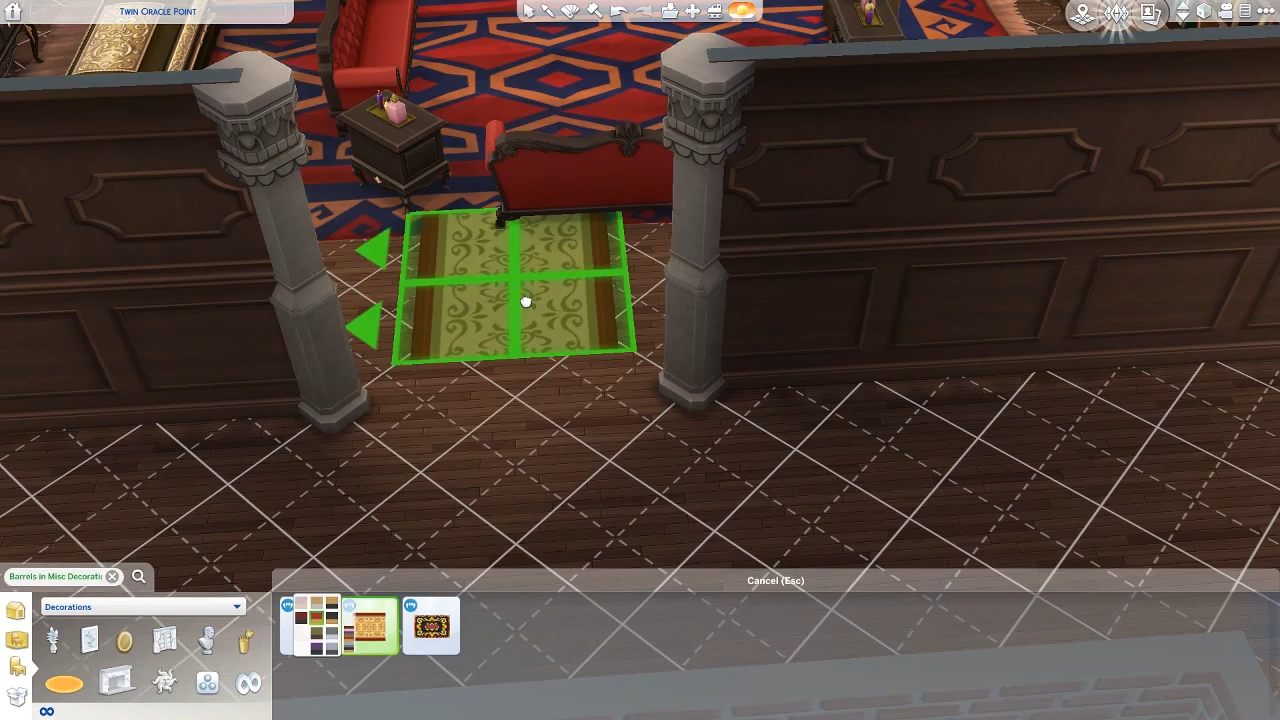 TWIN ORACLE POINT
Cancel (Esc)
Barrels in Misc Decorati
Decorations